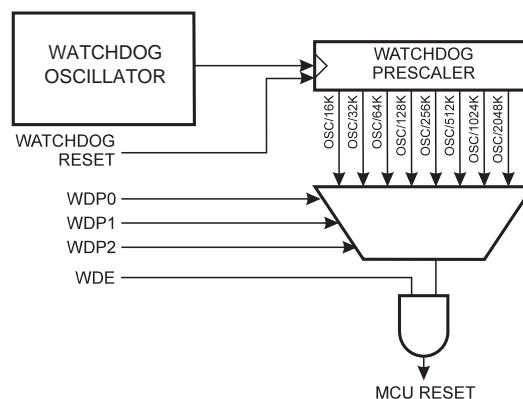 WATCHDOG
OSCILLATOR
WATCHDOG
PRESCALER
WATCHDOG
RESET
OSC/16K
OSC/32K
OSC/64K
OSC/128K
OSC/256K
OSC/512K
OSC/1024K
OSC/2048K
WDP0
WDP1
WDP2
WDE
MCU RESET